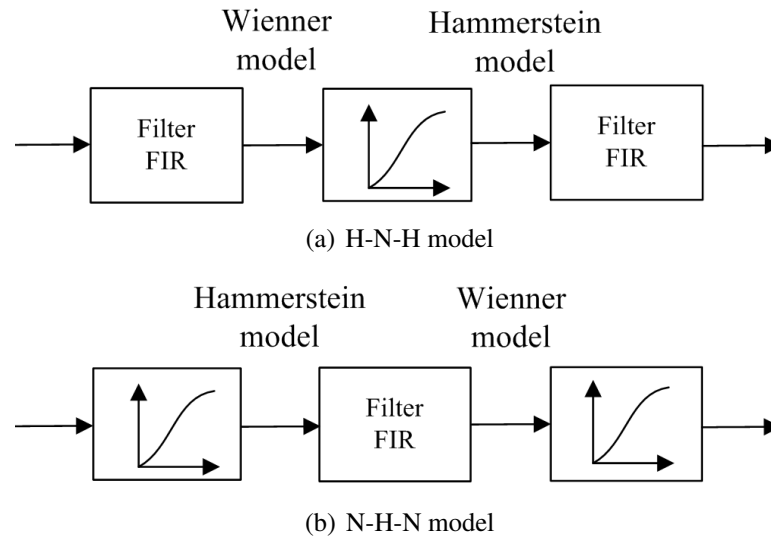 Wienner
model
Hammerstein
model
Filter
FIR
Filter
FIR
(a) H-N-H model
Hammerstein
model
Wienner
model
Filter
FIR
(b) N-H-N model